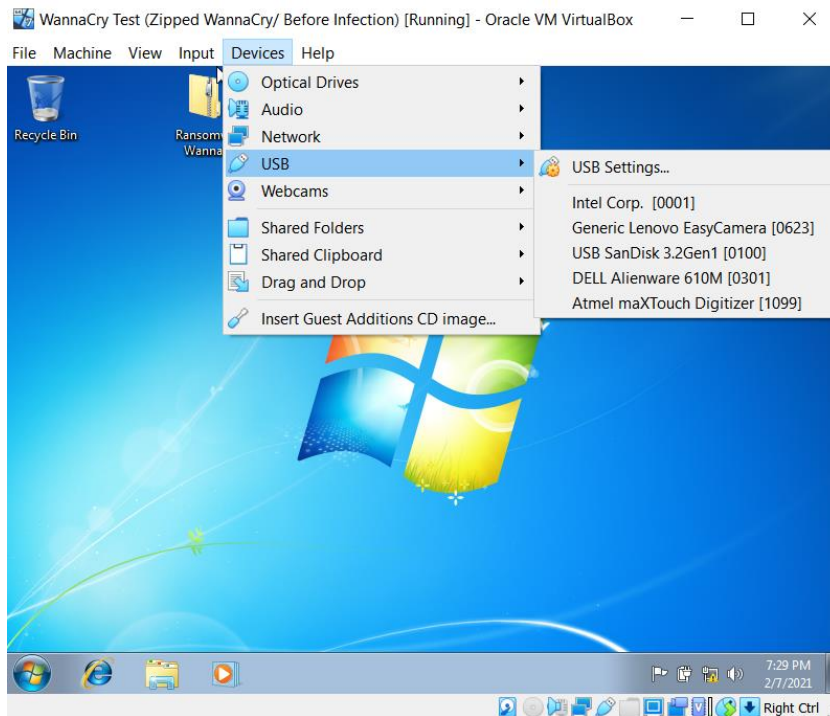 WannaCry Test (Zipped WannaCry/ Before Infection) [Running] - Oracle VM VirtualBox
File Machine View Input Devices Help
Recycle Bin
Optical Drives
Audio
Network
USB
Webcams
Shared Folders
Shared Clipboard
Drag and Drop
Insert Guest Additions CD image...
USB Settings...
Intel Corp. [0001]
Generic Lenovo EasyCamera [0623]
USB SanDisk 3.2Gen1 [0100]
DELL Alienware 610M [0301]
Atmel maXTouch Digitizer [1099]
7:29 PM
2/7/2021
Right Ctrl